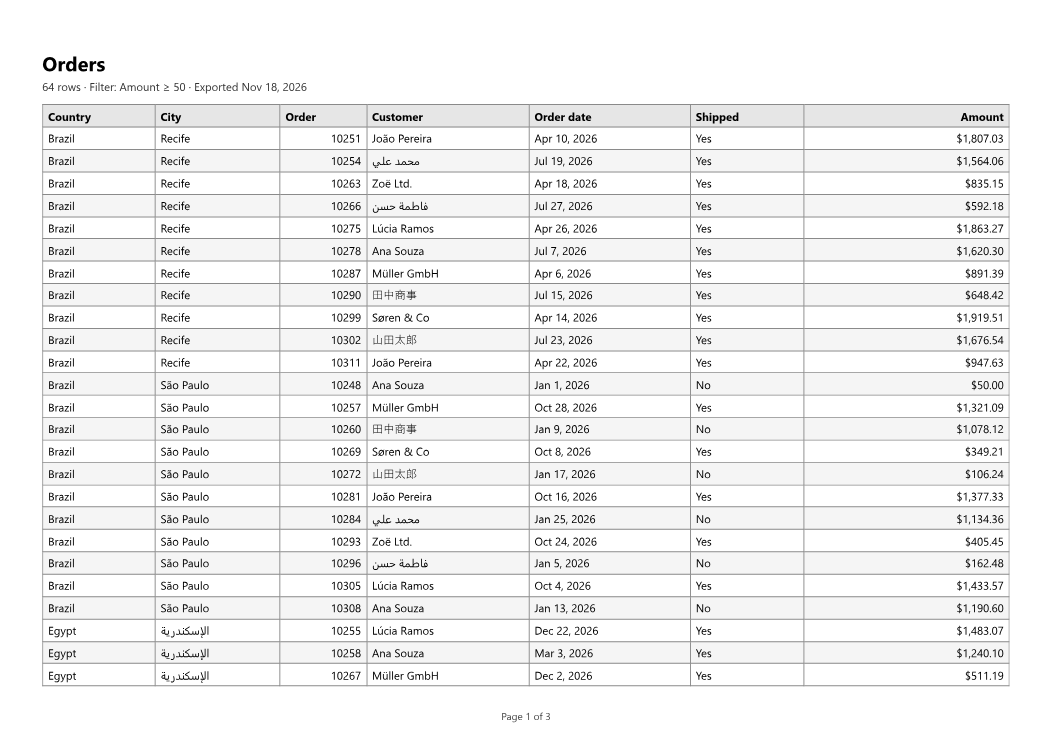 Orders
64 rows · Filter: Amount ≥ 50 · Exported Nov 18, 2026
Country City Order Customer Order date Shipped Amount
Brazil Recife 10251 João Pereira Apr 10, 2026 Yes $1,807.03
Brazil Recife 10254 محمد علي Jul 19, 2026 Yes $1,564.06
Brazil Recife 10263 Zoë Ltd. Apr 18, 2026 Yes $835.15
Brazil Recife 10266 فاطمة حسن Jul 27, 2026 Yes $592.18
Brazil Recife 10275 Lúcia Ramos Apr 26, 2026 Yes $1,863.27
Brazil Recife 10278 Ana Souza Jul 7, 2026 Yes $1,620.30
Brazil Recife 10287 Müller GmbH Apr 6, 2026 Yes $891.39
Brazil Recife 10290 田中商事 Jul 15, 2026 Yes $648.42
Brazil Recife 10299 Søren & Co Apr 14, 2026 Yes $1,919.51
Brazil Recife 10302 山田太郎 Jul 23, 2026 Yes $1,676.54
Brazil Recife 10311 João Pereira Apr 22, 2026 Yes $947.63
Brazil São Paulo 10248 Ana Souza Jan 1, 2026 No $50.00
Brazil São Paulo 10257 Müller GmbH Oct 28, 2026 Yes $1,321.09
Brazil São Paulo 10260 田中商事 Jan 9, 2026 No $1,078.12
Brazil São Paulo 10269 Søren & Co Oct 8, 2026 Yes $349.21
Brazil São Paulo 10272 山田太郎 Jan 17, 2026 No $106.24
Brazil São Paulo 10281 João Pereira Oct 16, 2026 Yes $1,377.33
Brazil São Paulo 10284 محمد علي Jan 25, 2026 No $1,134.36
Brazil São Paulo 10293 Zoë Ltd. Oct 24, 2026 Yes $405.45
Brazil São Paulo 10296 فاطمة حسن Jan 5, 2026 No $162.48
Brazil São Paulo 10305 Lúcia Ramos Oct 4, 2026 Yes $1,433.57
Brazil São Paulo 10308 Ana Souza Jan 13, 2026 No $1,190.60
Egypt الإسكندرية 10255 Lúcia Ramos Dec 22, 2026 Yes $1,483.07
Egypt الإسكندرية 10258 Ana Souza Mar 3, 2026 Yes $1,240.10
Egypt الإسكندرية 10267 Müller GmbH Dec 2, 2026 Yes $511.19
Page 1 of 3